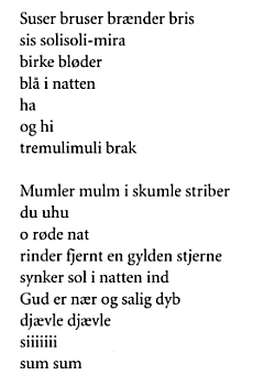 Suser bruser brænder bris
sis solisoli-mira
birke bløder
blå i natten
ha
og hi
tremulimuli brak

Mumler mulm i skumle striber
du uhu
o røde nat
rinder fjernt en gylden stjerne
synker sol i natten ind
Gud er nær og salig dyb
djævle djævle
siiiiiii
sum sum